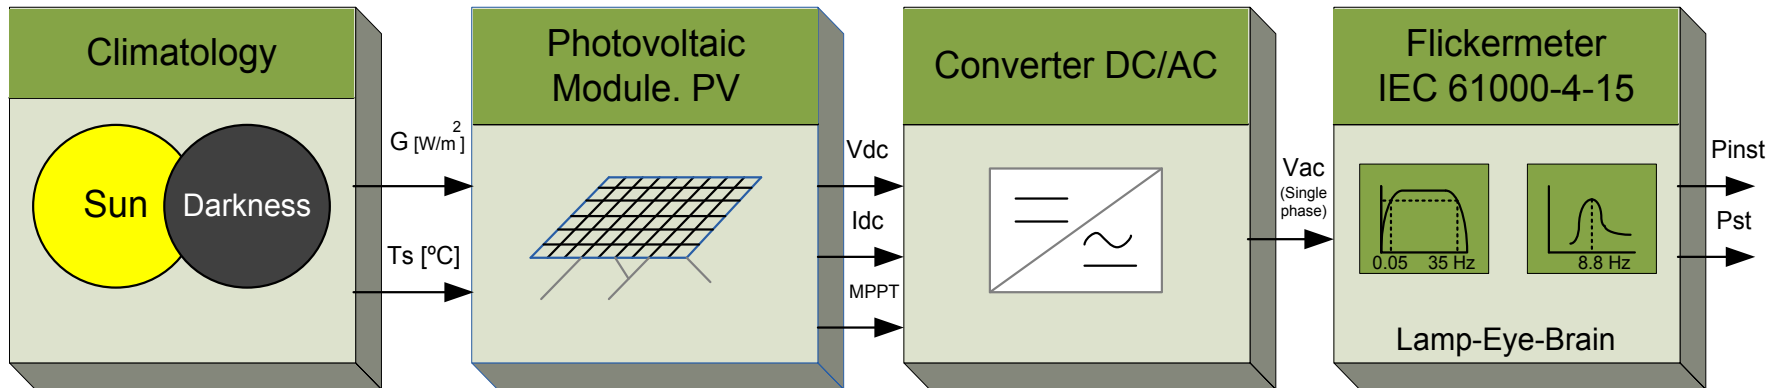 Climatology
Sun
Darkness
G [W/m²]
Ts [ºC]
Photovoltaic
Module. PV
Vdc
Idc
MPPT
Converter DC/AC
Vac
(Single
phase)
Flickermeter
IEC 61000-4-15
0.05 35 Hz
8.8 Hz
Lamp-Eye-Brain
Pinst
Pst